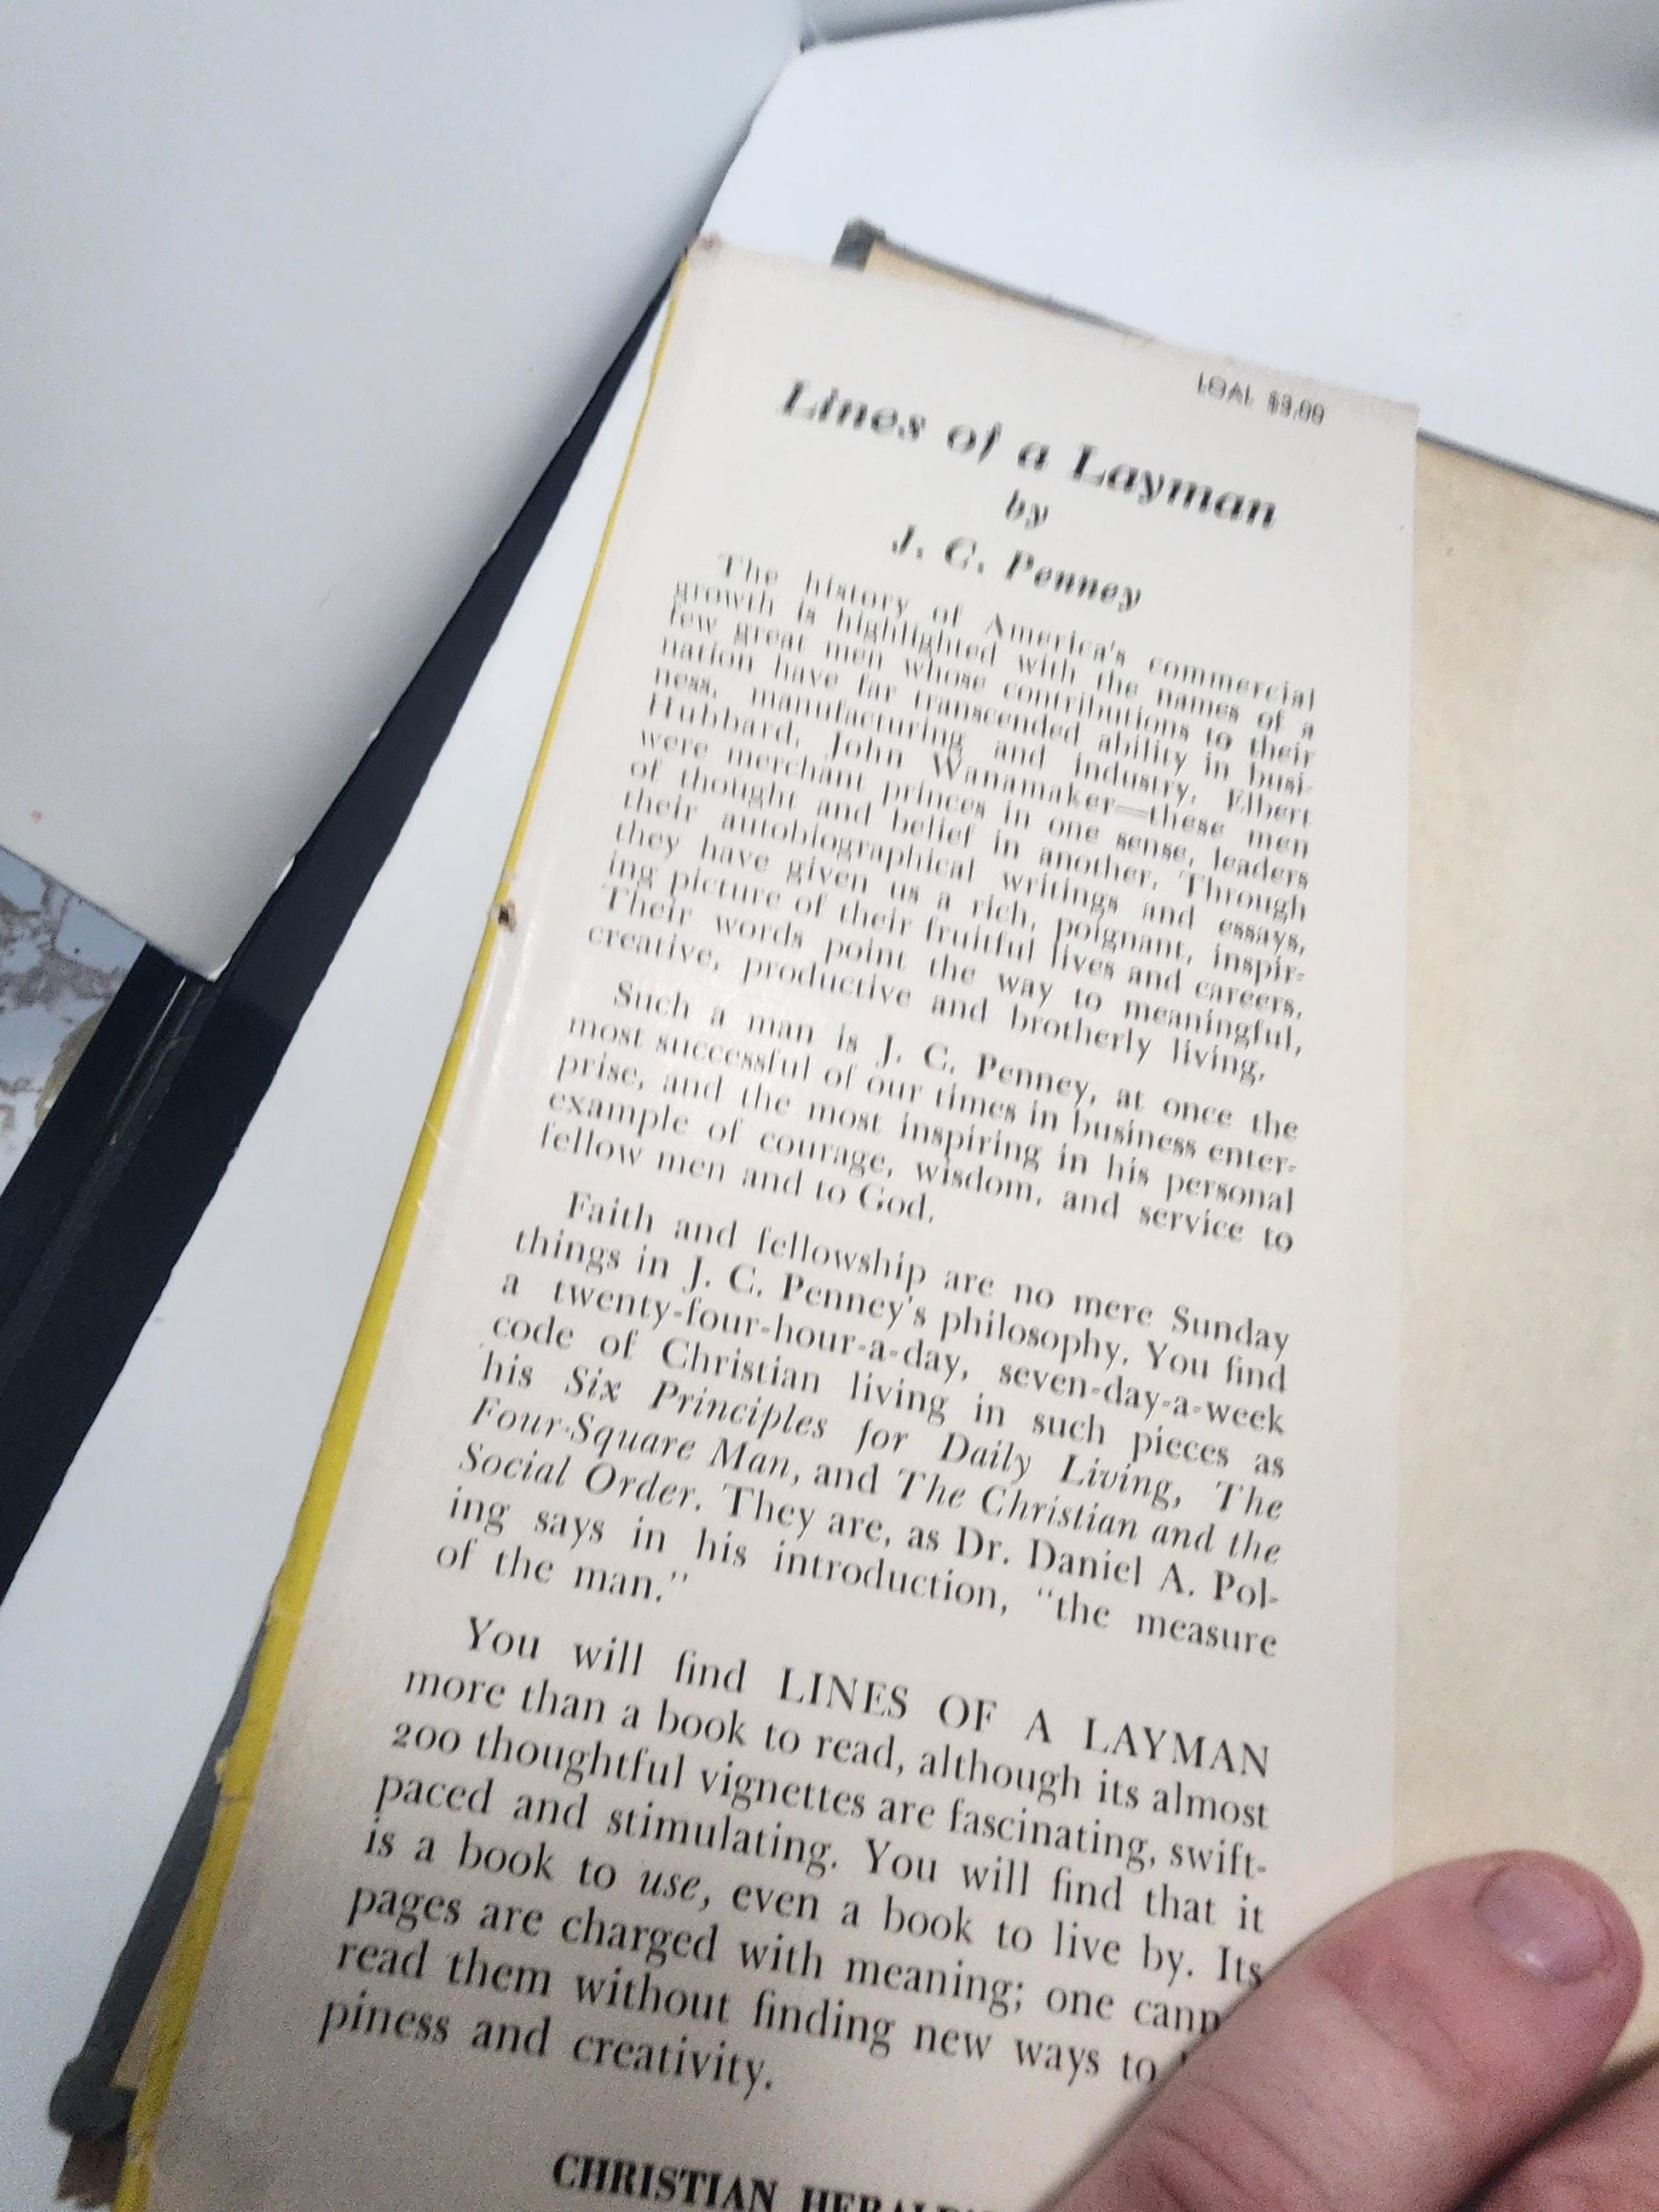 LOAL $3.00
Lines of a Layman
by
J. C. Penney
The history of America's commercial
growth is highlighted with the names of a
few great men whose contributions to their
nation have far transcended ability in busi-
ness, manufacturing and industry. Elbert
Hubbard, John Wanamaker—these men
were merchant princes in one sense, leaders
of thought and belief in another. Through
their autobiographical writings and essays,
they have given us a rich, poignant, inspir-
ing picture of their fruitful lives and careers.
Their words point the way to meaningful,
creative, productive and brotherly living.
Such a man is J. C. Penney, at once the
most successful of our times in business enter-
prise, and the most inspiring in his personal
example of courage, wisdom, and service to
fellow men and to God.
Faith and fellowship are no mere Sunday
things in J. C. Penney's philosophy. You find
a twenty-four-hour-a-day, seven-day-a-week
code of Christian living in such pieces as
his Six Principles for Daily Living, The
Four-Square Man, and The Christian and the
Social Order. They are, as Dr. Daniel A. Pol-
ing says in his introduction, "the measure
of the man."
You will find LINES OF A LAYMAN
more than a book to read, although its almost
200 thoughtful vignettes are fascinating, swift-
paced and stimulating. You will find that it
is a book to use, even a book to live by. Its
pages are charged with meaning; one
read them without finding new ways to
piness and creativity.
CHRISTIAN